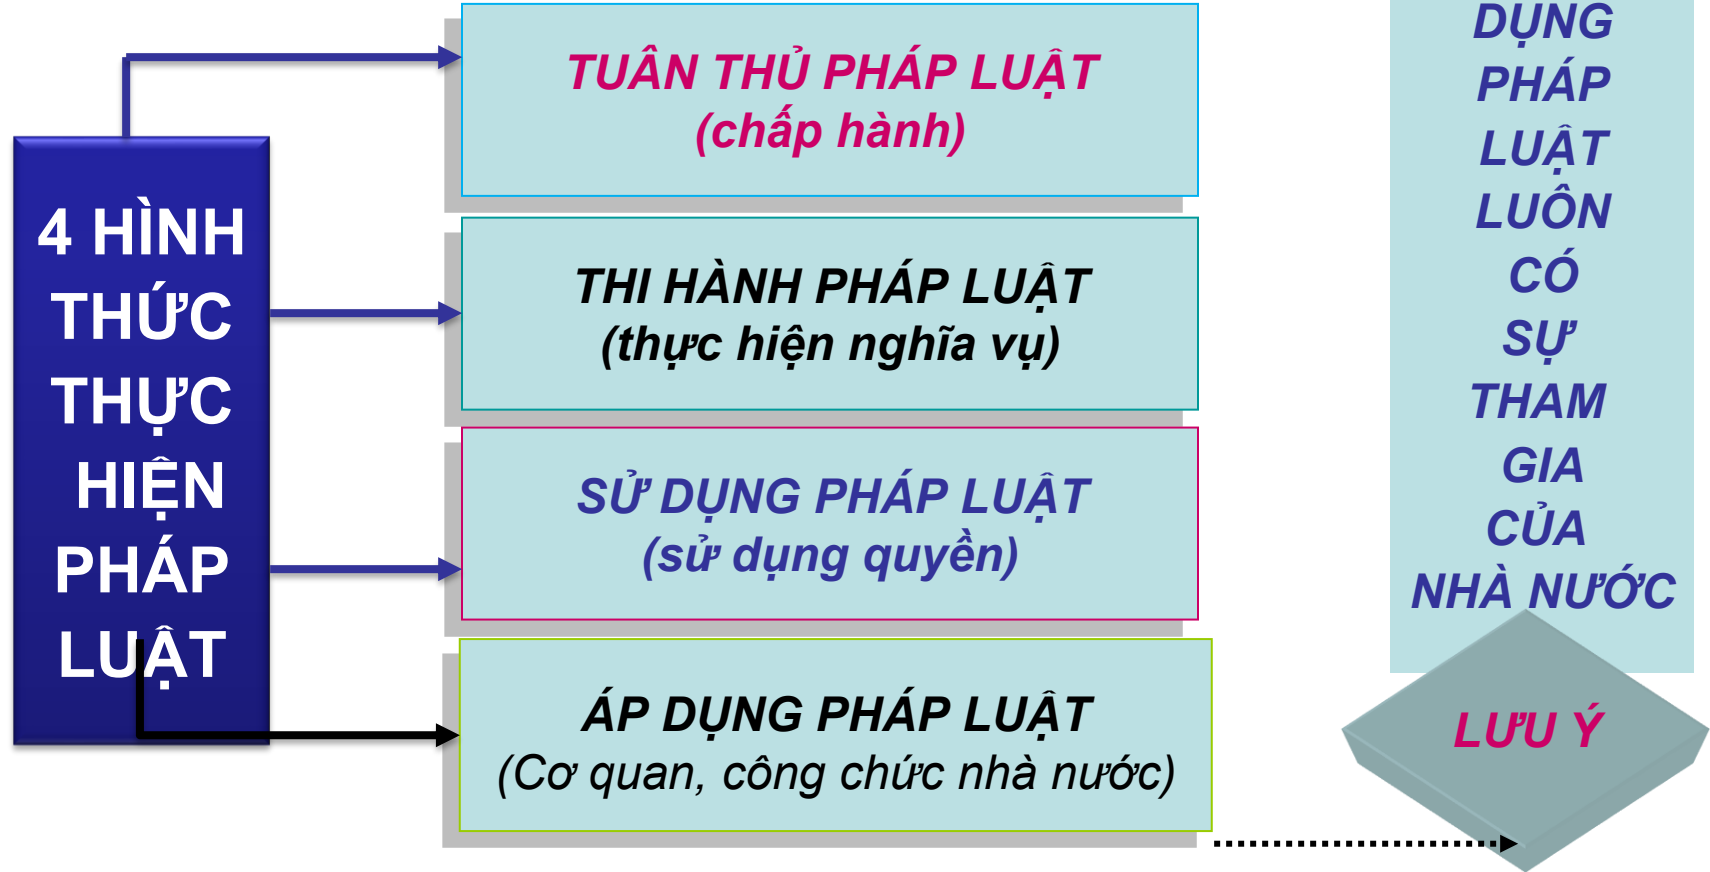 4 HÌNH
THỨC
THỰC
HIỆN
PHÁP
LUẬT
TUÂN THỦ PHÁP LUẬT
(chấp hành)
THI HÀNH PHÁP LUẬT
(thực hiện nghĩa vụ)
SỬ DỤNG PHÁP LUẬT
(sử dụng quyền)
ÁP DỤNG PHÁP LUẬT
(Cơ quan, công chức nhà nước)
DỤNG
PHÁP
LUẬT
LUÔN
CÓ
SỰ
THAM
GIA
CỦA
NHÀ NƯỚC
LƯU Ý